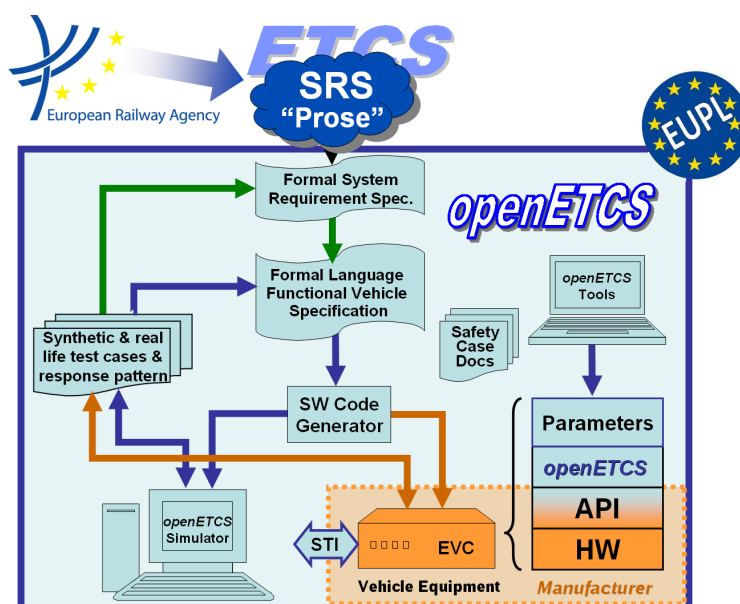 ETCS
SRS
“Prose”
European Railway Agency
EUPL
Formal System
Requirement Spec.
openETCS
Formal Language
Functional Vehicle
Specification
openETCS
Tools
Synthetic & real
life test cases &
response pattern
Safety
Case
Docs
SW Code
Generator
Parameters
openETCS
API
HW
openETCS
Simulator
STI
EVC
Vehicle Equipment
Manufacturer